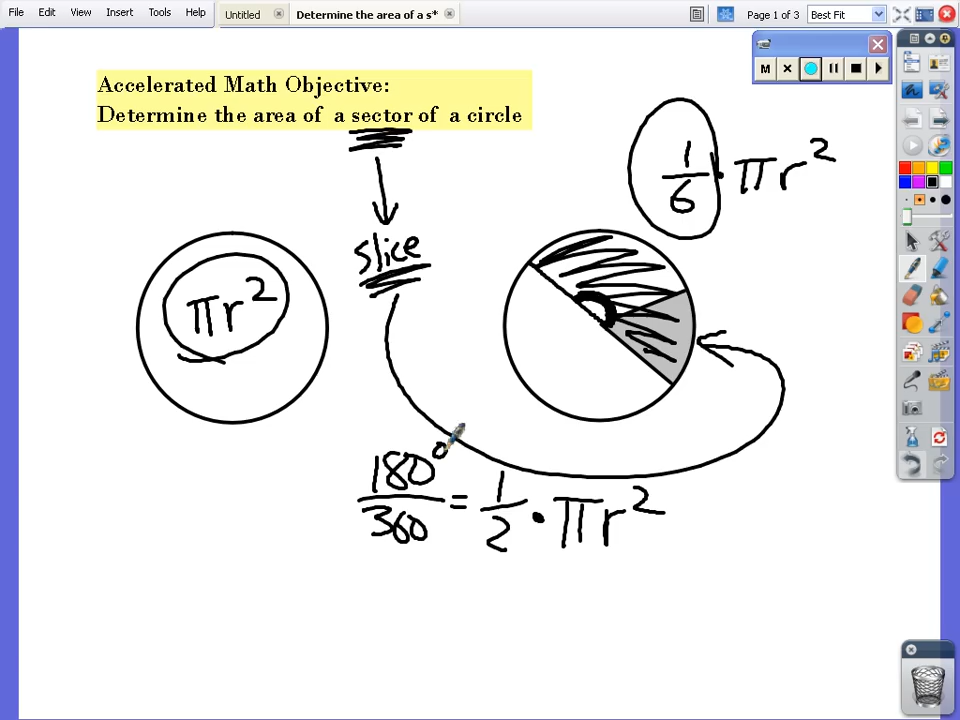 File Edit View Insert Tools Help
Untitled
Determine the area of a s*
Page 1 of 3
Best Fit
Accelerated Math Objective:
Determine the area of a sector of a circle
M
1/6 · πr²
slice
πr²
180°/360 = 1/2 · πr²